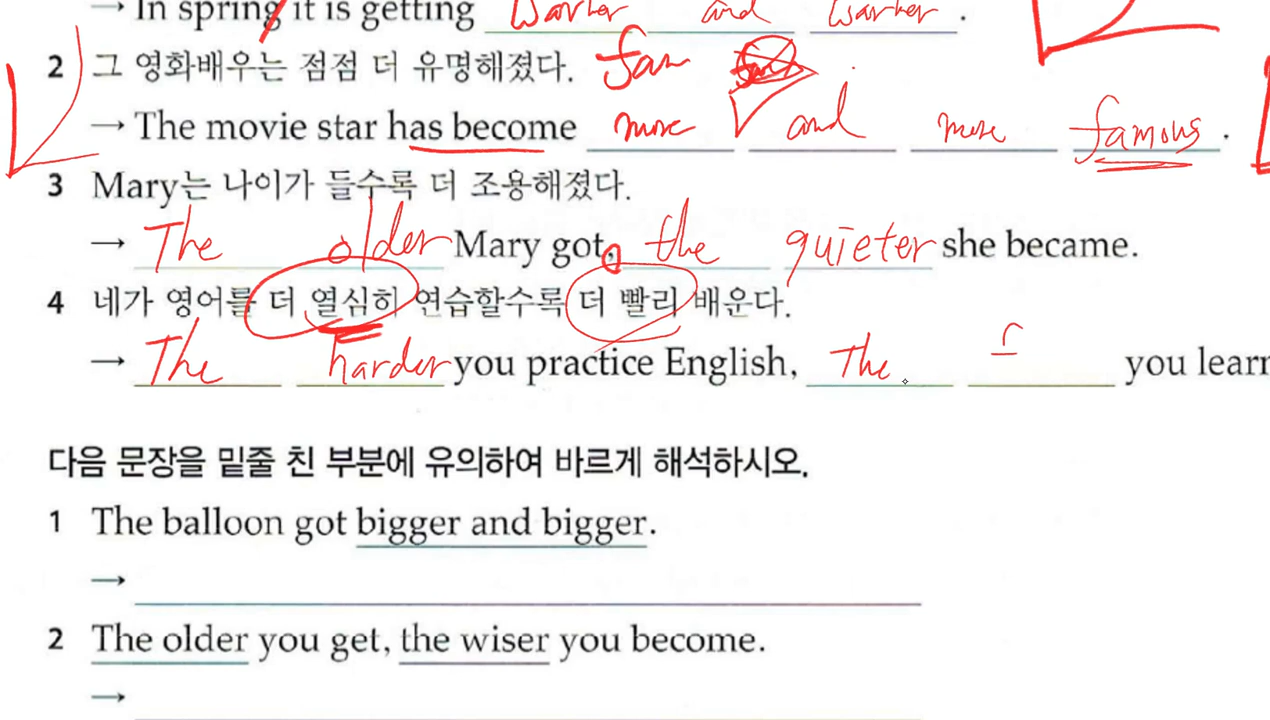 → In spring it is getting warmer and warmer .
2 그 영화배우는 점점 더 유명해졌다. fam
→ The movie star has become more and more famous .
3 Mary는 나이가 들수록 더 조용해졌다.
→ The older Mary got, the quieter she became.
4 네가 영어를 더 열심히 연습할수록 더 빨리 배운다.
→ The harder you practice English, The you learn
다음 문장을 밑줄 친 부분에 유의하여 바르게 해석하시오.
1 The balloon got bigger and bigger.
→
2 The older you get, the wiser you become.
→